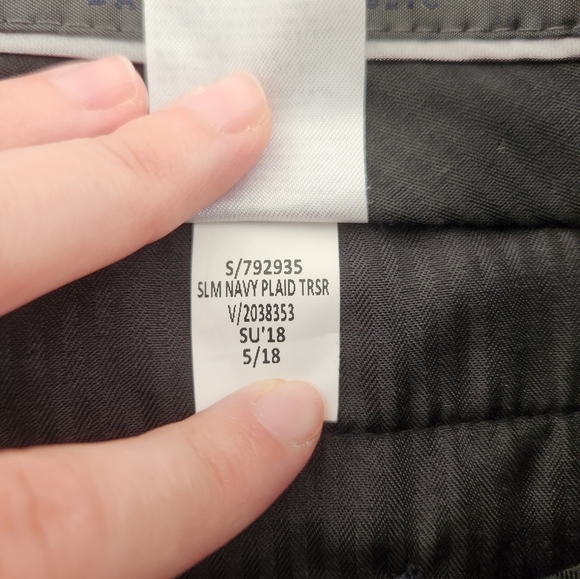 S/792935
SLM NAVY PLAID TRSR
V/2038353
SU'18
5/18